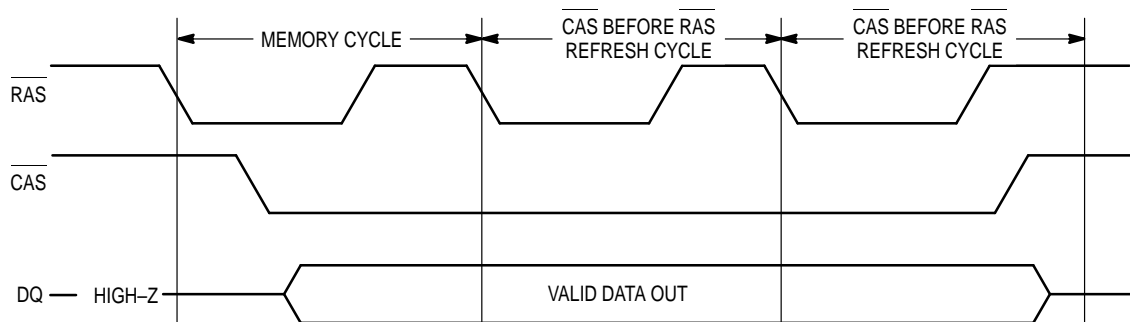 MEMORY CYCLE
CAS BEFORE RAS
REFRESH CYCLE
CAS BEFORE RAS
REFRESH CYCLE
RAS
CAS
DQ
HIGH–Z
VALID DATA OUT